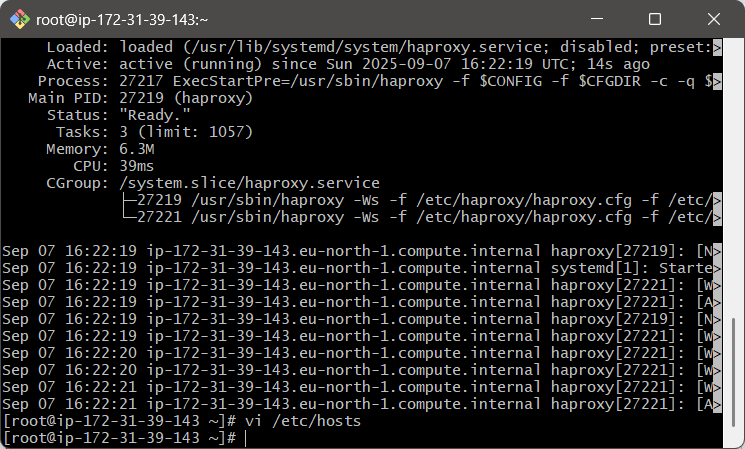 root@ip-172-31-39-143:~
Loaded: loaded (/usr/lib/systemd/system/haproxy.service; disabled; preset:>
Active: active (running) since Sun 2025-09-07 16:22:19 UTC; 14s ago
Process: 27217 ExecStartPre=/usr/sbin/haproxy -f $CONFIG -f $CFGDIR -c -q $>
Main PID: 27219 (haproxy)
Status: "Ready."
Tasks: 3 (limit: 1057)
Memory: 6.3M
CPU: 39ms
CGroup: /system.slice/haproxy.service
├─27219 /usr/sbin/haproxy -Ws -f /etc/haproxy/haproxy.cfg -f /etc/>
└─27221 /usr/sbin/haproxy -Ws -f /etc/haproxy/haproxy.cfg -f /etc/>
Sep 07 16:22:19 ip-172-31-39-143.eu-north-1.compute.internal haproxy[27219]: [N>
Sep 07 16:22:19 ip-172-31-39-143.eu-north-1.compute.internal systemd[1]: Starte>
Sep 07 16:22:19 ip-172-31-39-143.eu-north-1.compute.internal haproxy[27221]: [W>
Sep 07 16:22:19 ip-172-31-39-143.eu-north-1.compute.internal haproxy[27221]: [A>
Sep 07 16:22:19 ip-172-31-39-143.eu-north-1.compute.internal haproxy[27219]: [N>
Sep 07 16:22:19 ip-172-31-39-143.eu-north-1.compute.internal haproxy[27221]: [W>
Sep 07 16:22:20 ip-172-31-39-143.eu-north-1.compute.internal haproxy[27221]: [W>
Sep 07 16:22:20 ip-172-31-39-143.eu-north-1.compute.internal haproxy[27221]: [W>
Sep 07 16:22:21 ip-172-31-39-143.eu-north-1.compute.internal haproxy[27221]: [W>
Sep 07 16:22:21 ip-172-31-39-143.eu-north-1.compute.internal haproxy[27221]: [A>
[root@ip-172-31-39-143 ~]# vi /etc/hosts
[root@ip-172-31-39-143 ~]#